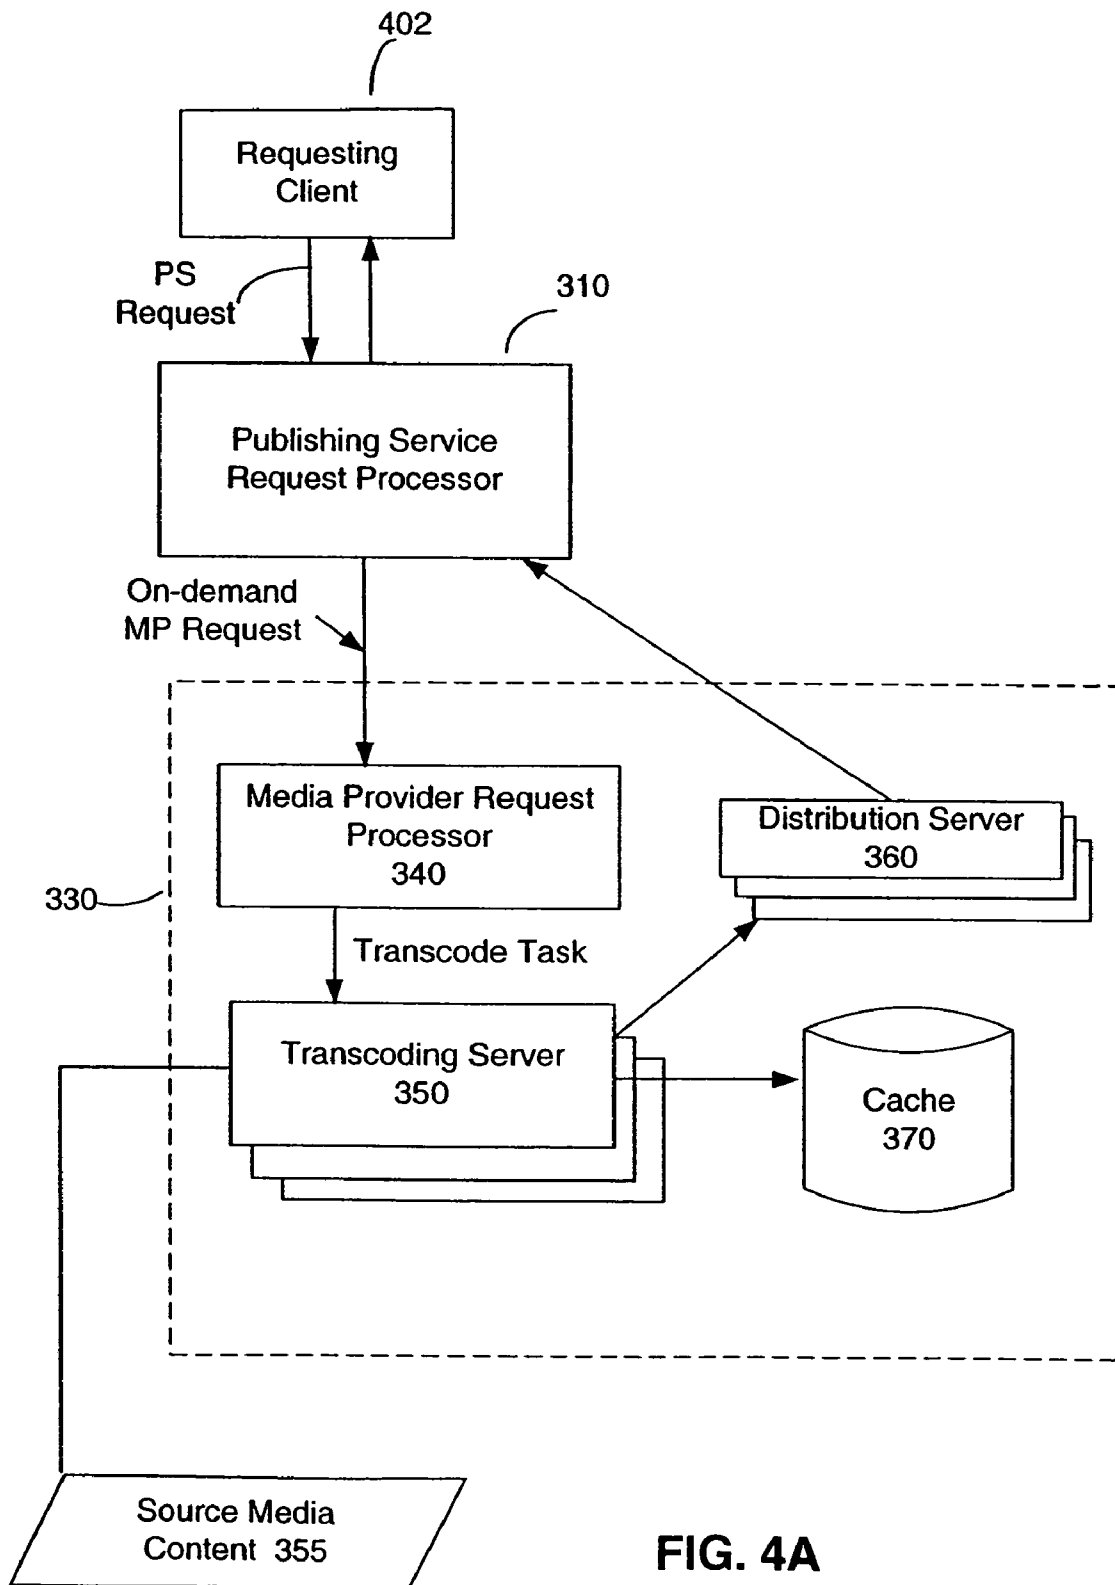 402
Requesting
Client
PS
Request
310
Publishing Service
Request Processor
On-demand
MP Request
Media Provider Request
Processor
340
Distribution Server
360
330
Transcode Task
Transcoding Server
350
Cache
370
Source Media
Content 355
FIG. 4A